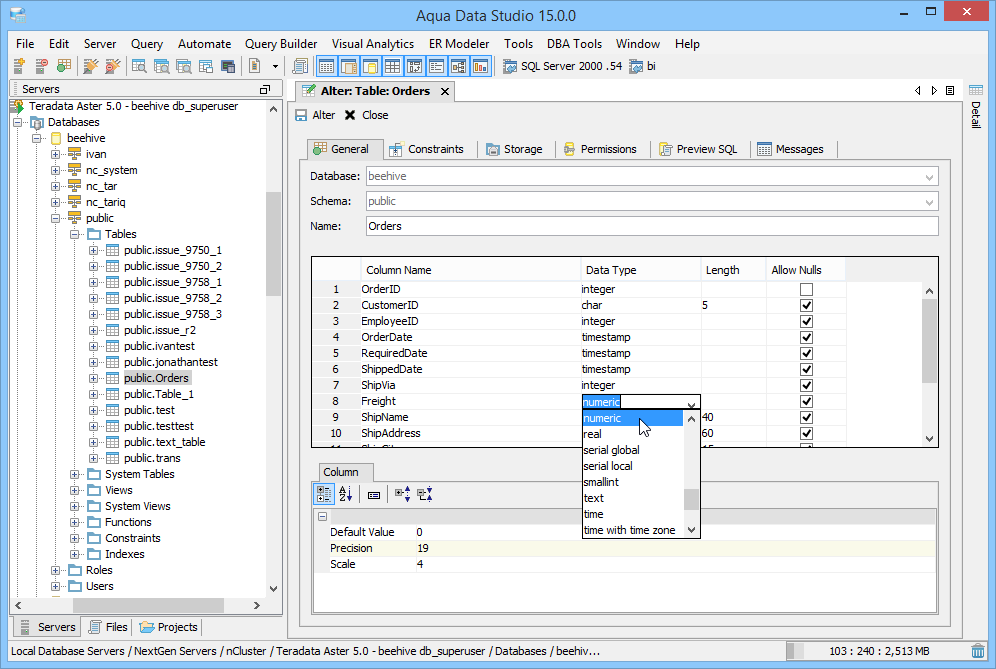 Aqua Data Studio 15.0.0
File Edit Server Query Automate Query Builder Visual Analytics ER Modeler Tools DBA Tools Window Help
SQL Server 2000 .54 bi
Servers
Teradata Aster 5.0 - beehive db_superuser
Databases
beehive
ivan
nc_system
nc_tar
nc_tariq
public
Tables
public.issue_9750_1
public.issue_9750_2
public.issue_9758_1
public.issue_9758_2
public.issue_9758_3
public.issue_r2
public.ivantest
public.jonathantest
public.Orders
public.Table_1
public.test
public.testtest
public.text_table
public.trans
System Tables
Views
System Views
Functions
Constraints
Indexes
Roles
Users
Servers Files Projects
Alter: Table: Orders
Alter Close
General Constraints Storage Permissions Preview SQL Messages
Database: beehive
Schema: public
Name: Orders
Column Name Data Type Length Allow Nulls
1 OrderID integer
2 CustomerID char 5
3 EmployeeID integer
4 OrderDate timestamp
5 RequiredDate timestamp
6 ShippedDate timestamp
7 ShipVia integer
8 Freight numeric
9 ShipName 40
10 ShipAddress 60
numeric
real
serial global
serial local
smallint
text
time
time with time zone
Column
Default Value 0
Precision 19
Scale 4
Detail
Local Database Servers / NextGen Servers / nCluster / Teradata Aster 5.0 - beehive db_superuser / Databases / beehiv...
103 : 240 : 2,513 MB